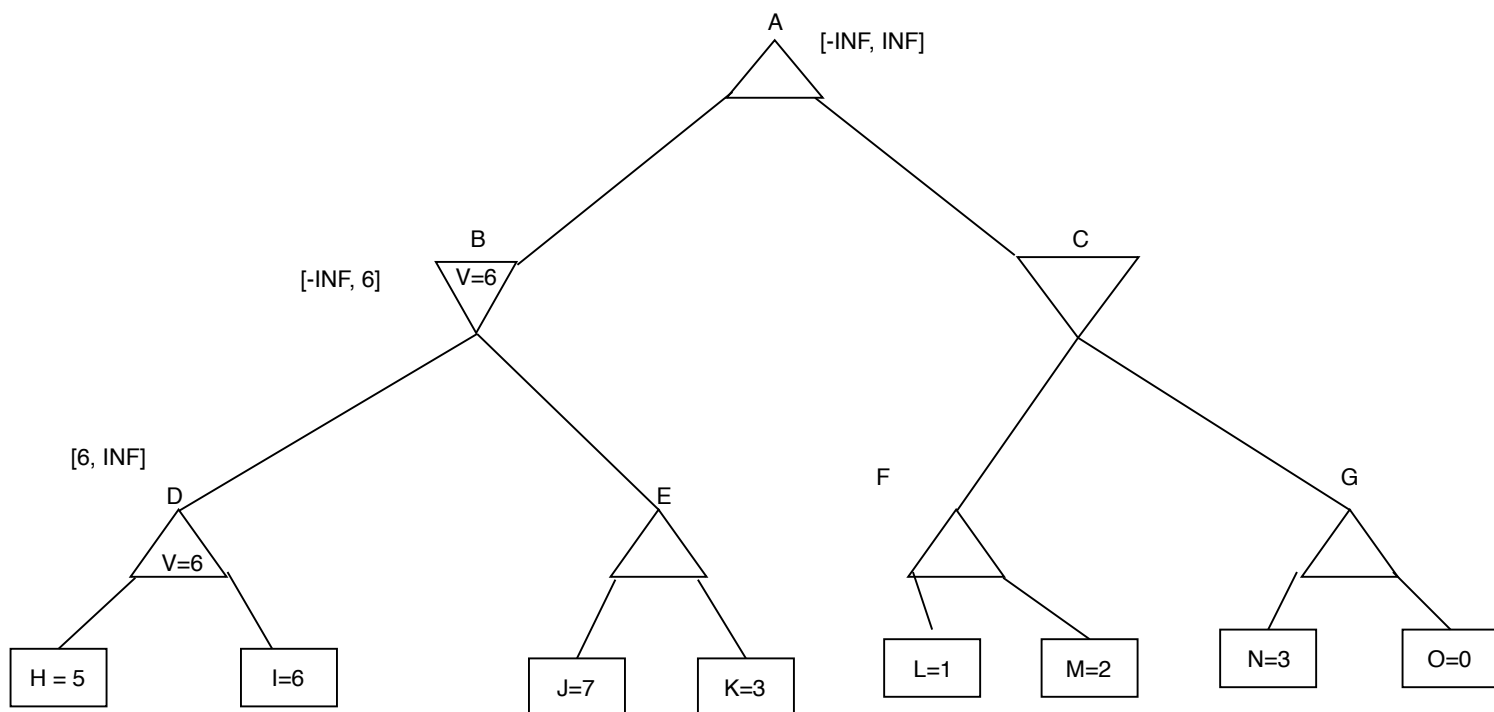 A
[-INF, INF]
B
C
V=6
[-INF, 6]
[6, INF]
D
E
F
G
V=6
H = 5
I=6
J=7
K=3
L=1
M=2
N=3
O=0